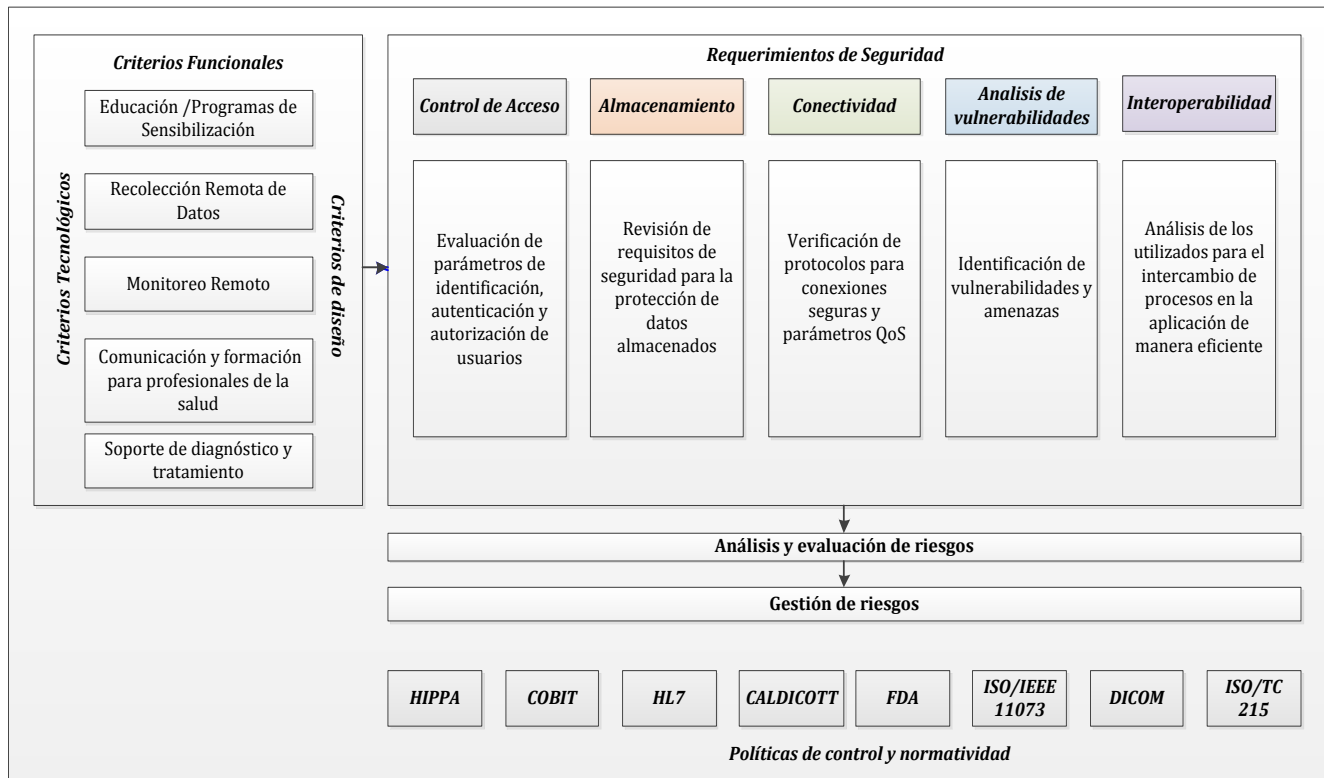 Criterios Funcionales
Educación /Programas de
Sensibilización
Recolección Remota de
Datos
Monitoreo Remoto
Comunicación y formación
para profesionales de la
salud
Soporte de diagnóstico y
tratamiento
Criterios Tecnológicos
Criterios de diseño
Requerimientos de Seguridad
Control de Acceso
Evaluación de
parámetros de
identificación,
autenticación y
autorización de
usuarios
Almacenamiento
Revisión de
requisitos de
seguridad para la
protección de
datos
almacenados
Conectividad
Verificación de
protocolos para
conexiones
seguras y
parámetros QoS
Analisis de
vulnerabilidades
Identificación de
vulnerabilidades y
amenazas
Interoperabilidad
Análisis de los
utilizados para el
intercambio de
procesos en la
aplicación de
manera eficiente
Análisis y evaluación de riesgos
Gestión de riesgos
HIPPA
COBIT
HL7
CALDICOTT
FDA
ISO/IEEE
11073
DICOM
ISO/TC
215
Políticas de control y normatividad